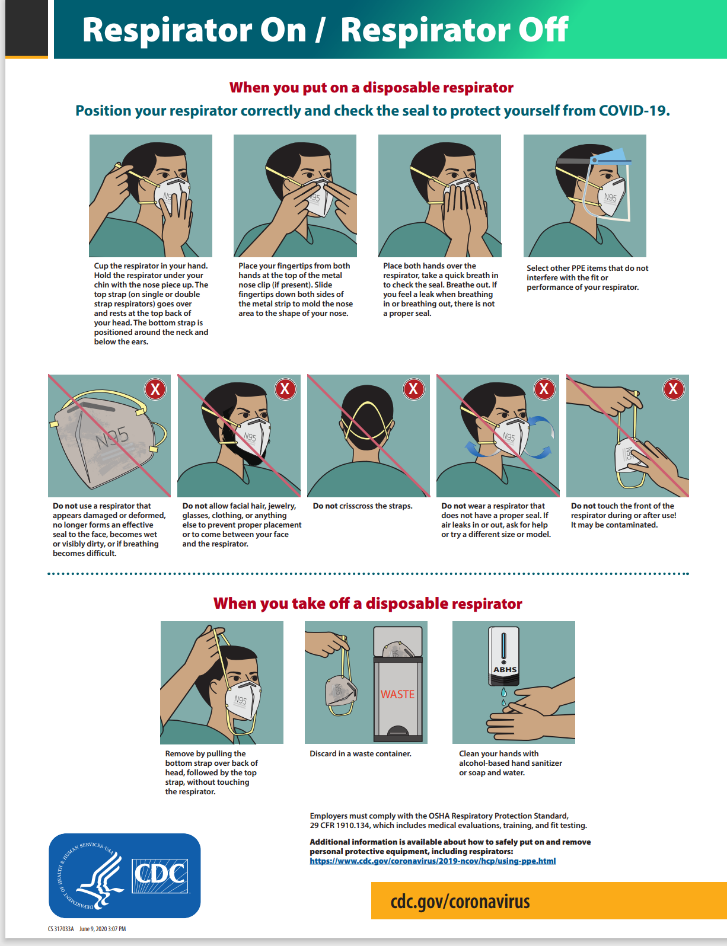 Respirator On / Respirator Off
When you put on a disposable respirator
Position your respirator correctly and check the seal to protect yourself from COVID-19.
N95
N95
N95
N95
Cup the respirator in your hand.
Hold the respirator under your
chin with the nose piece up. The
top strap (on single or double
strap respirators) goes over
and rests at the top back of
your head. The bottom strap is
positioned around the neck and
below the ears.
Place your fingertips from both
hands at the top of the metal
nose clip (if present). Slide
fingertips down both sides of
the metal strip to mold the nose
area to the shape of your nose.
Place both hands over the
respirator, take a quick breath in
to check the seal. Breathe out. If
you feel a leak when breathing
in or breathing out, there is not
a proper seal.
Select other PPE items that do not
interfere with the fit or
performance of your respirator.
X
X
X
X
X
N95
N95
N95
Do not use a respirator that
appears damaged or deformed,
no longer forms an effective
seal to the face, becomes wet
or visibly dirty, or if breathing
becomes difficult.
Do not allow facial hair, jewelry,
glasses, clothing, or anything
else to prevent proper placement
or to come between your face
and the respirator.
Do not crisscross the straps.
Do not wear a respirator that
does not have a proper seal. If
air leaks in or out, ask for help
or try a different size or model.
Do not touch the front of the
respirator during or after use!
It may be contaminated.
When you take off a disposable respirator
N95
WASTE
ABHS
Remove by pulling the
bottom strap over back of
head, followed by the top
strap, without touching
the respirator.
Discard in a waste container.
Clean your hands with
alcohol-based hand sanitizer
or soap and water.
Employers must comply with the OSHA Respiratory Protection Standard,
29 CFR 1910.134, which includes medical evaluations, training, and fit testing.
Additional information is available about how to safely put on and remove
personal protective equipment, including respirators:
https://www.cdc.gov/coronavirus/2019-ncov/hcp/using-ppe.html
DEPARTMENT OF HEALTH & HUMAN SERVICES USA
CDC
cdc.gov/coronavirus
CS 317033A June 9, 2020 3:07 PM